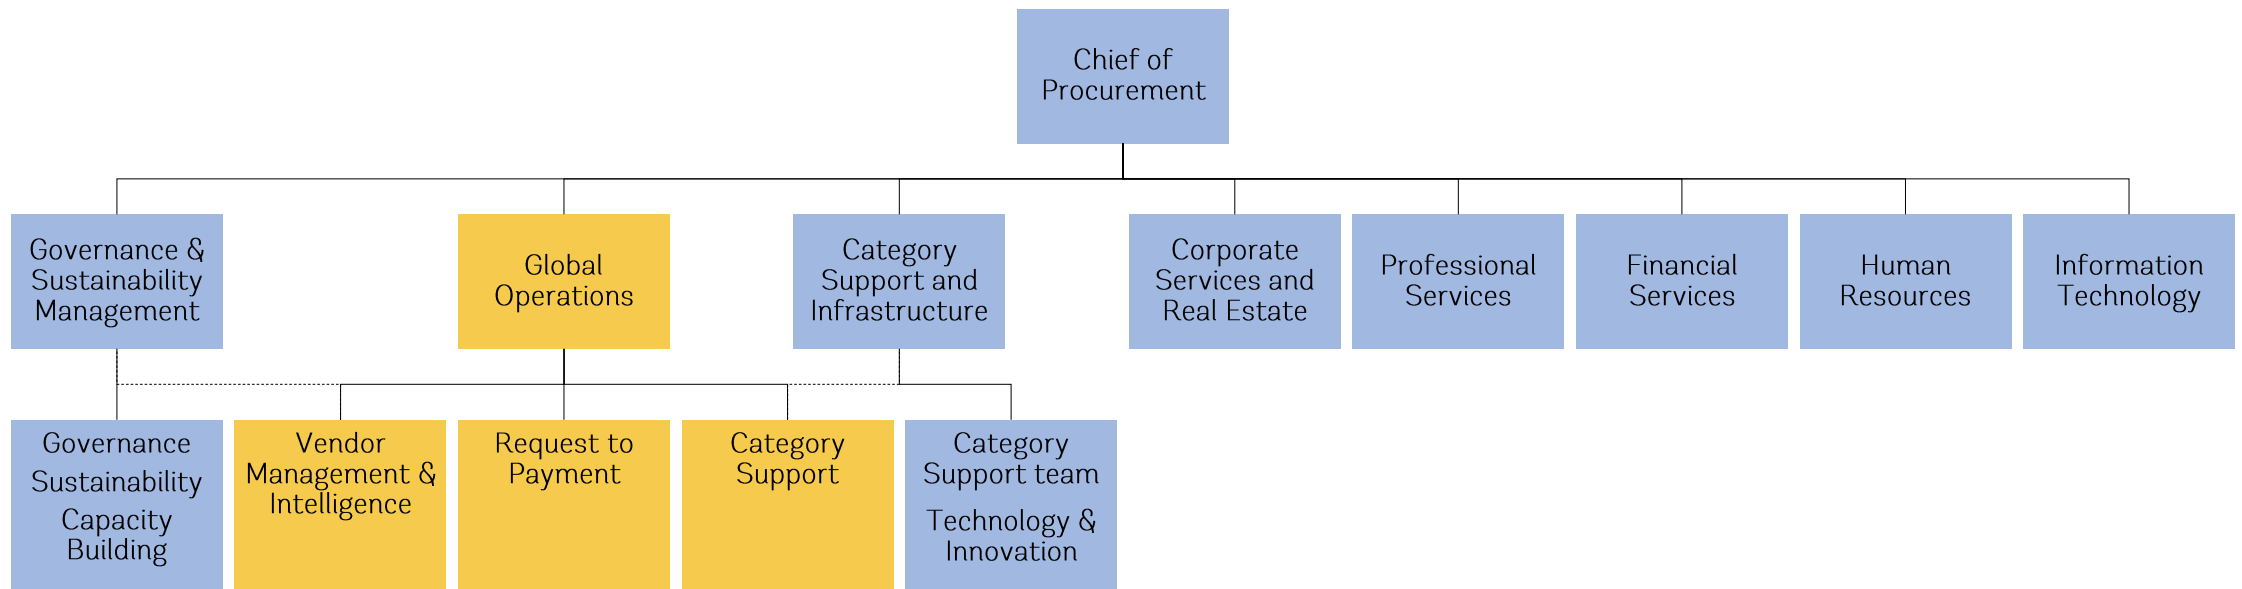 Chief of
Procurement
Governance &
Sustainability
Management
Global
Operations
Category
Support and
Infrastructure
Corporate
Services and
Real Estate
Professional
Services
Financial
Services
Human
Resources
Information
Technology
Governance
Sustainability
Capacity
Building
Vendor
Management &
Intelligence
Request to
Payment
Category
Support
Category
Support team
Technology &
Innovation